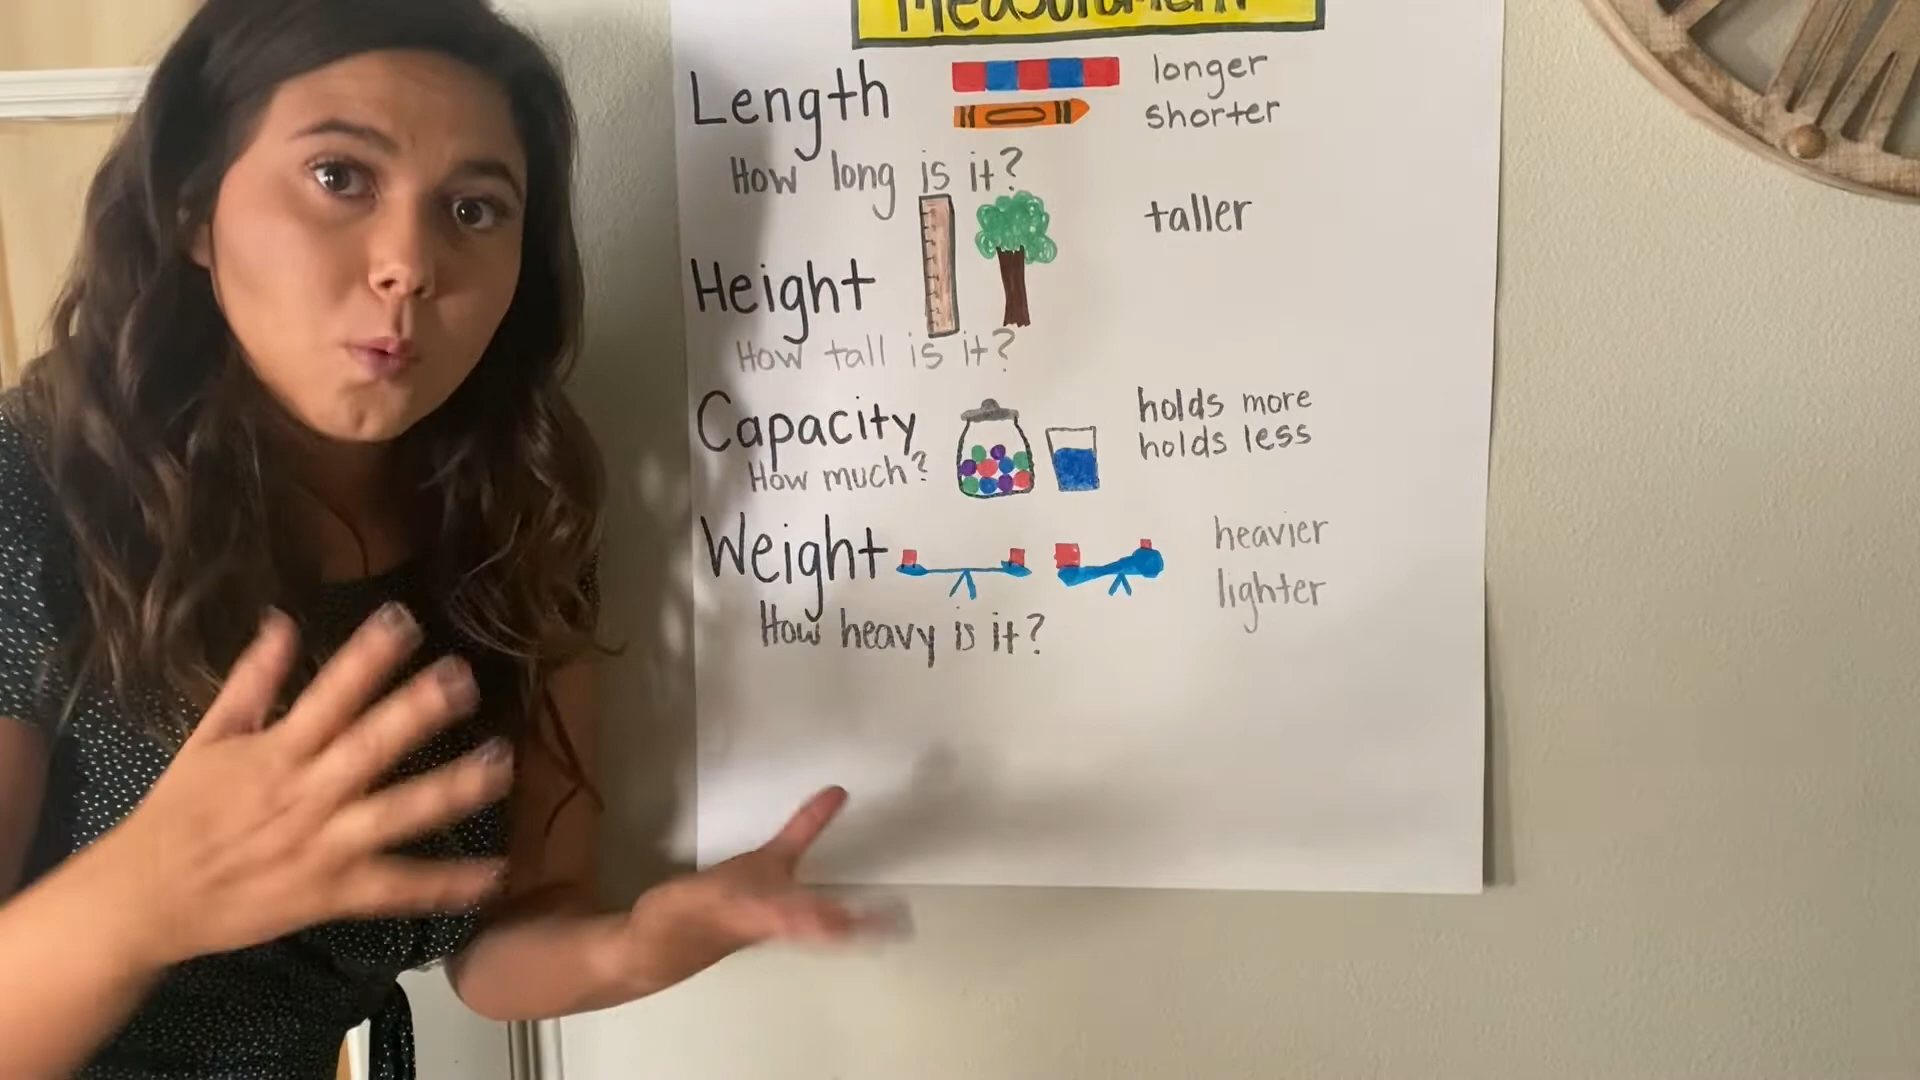 Measurement
Length
longer
shorter
How long is it?
taller
Height
How tall is it?
Capacity
holds more
holds less
How much?
Weight
heavier
lighter
How heavy is it?